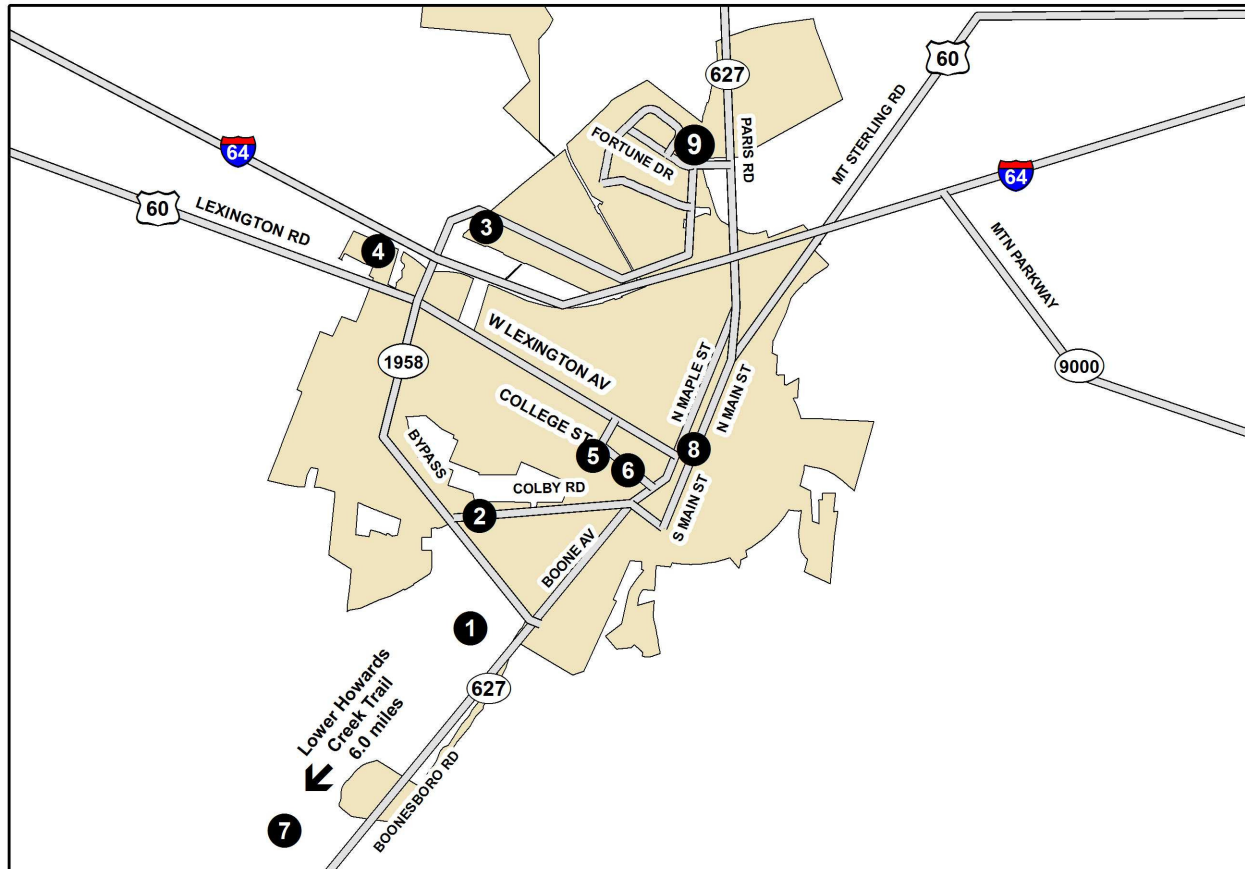 60
627
9
PARIS RD
MT STERLING RD
FORTUNE DR
64
64
60
LEXINGTON RD
3
4
MTN PARKWAY
W LEXINGTON AV
1958
N MAPLE ST
N MAIN ST
9000
COLLEGE ST
BYPASS
5
6
8
COLBY RD
2
S MAIN ST
BOONE AV
1
627
Lower Howards
Creek Trail
6.0 miles
BOONESBORO RD
7